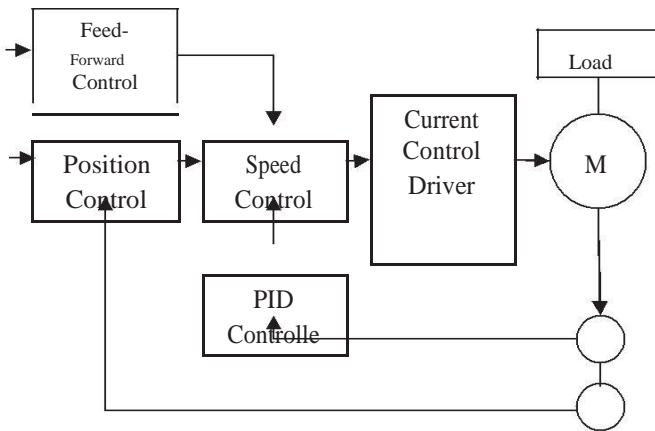 Feed-
Forward
Control
Load
Position
Control
Speed
Control
Current
Control
Driver
M
PID
Controlle